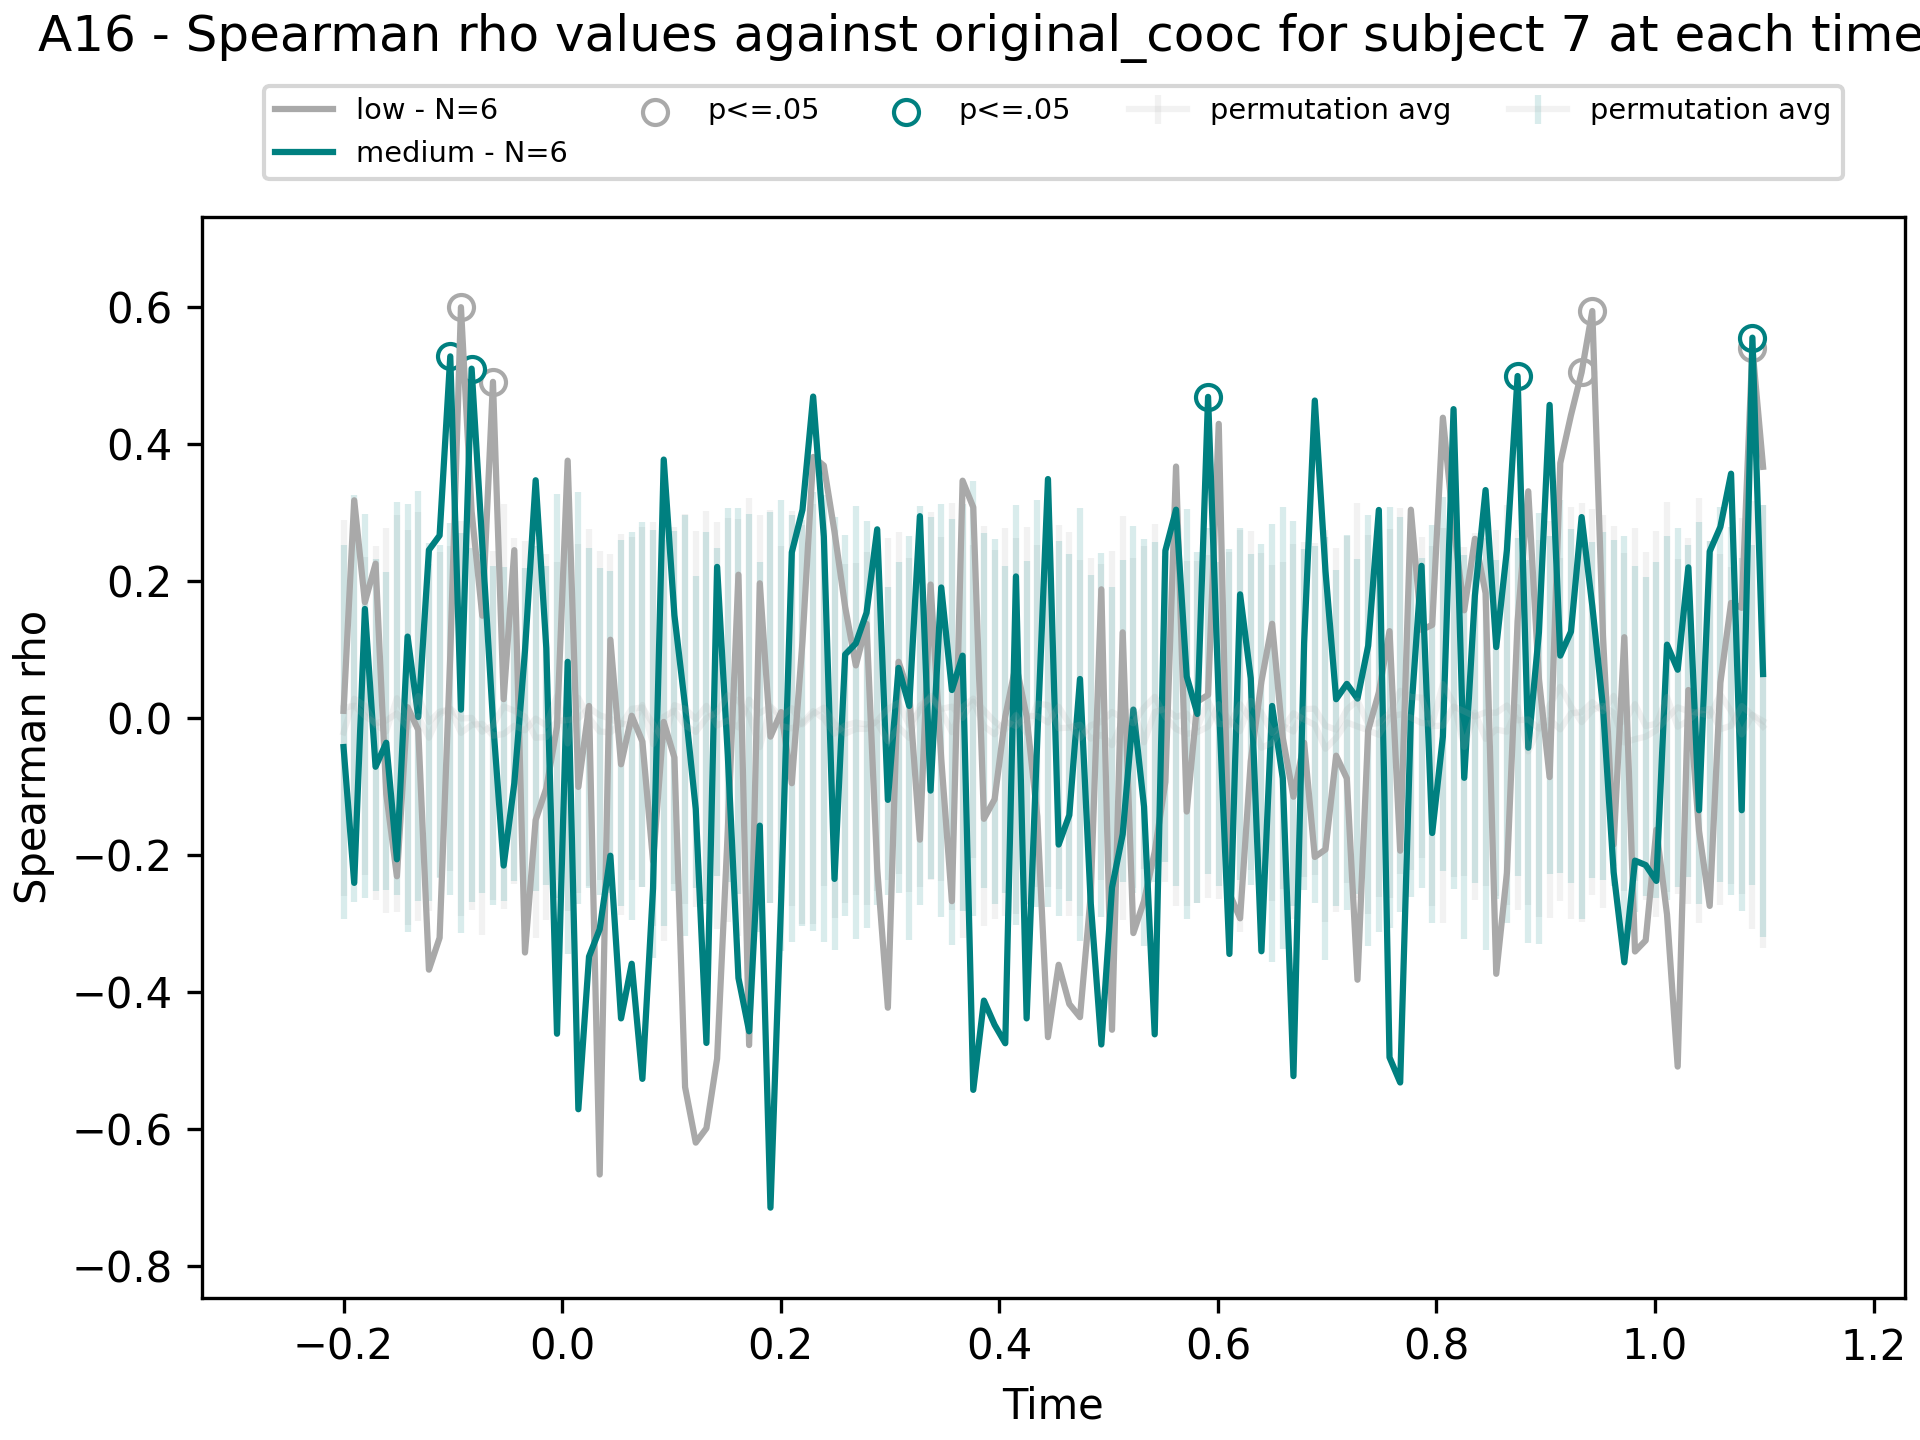 A16 - Spearman rho values against original_cooc for subject 7 at each time
low - N=6
medium - N=6
p<=.05
p<=.05
permutation avg
permutation avg
Spearman rho
0.6
0.4
0.2
0.0
−0.2
−0.4
−0.6
−0.8
−0.2
0.0
0.2
0.4
0.6
0.8
1.0
1.2
Time